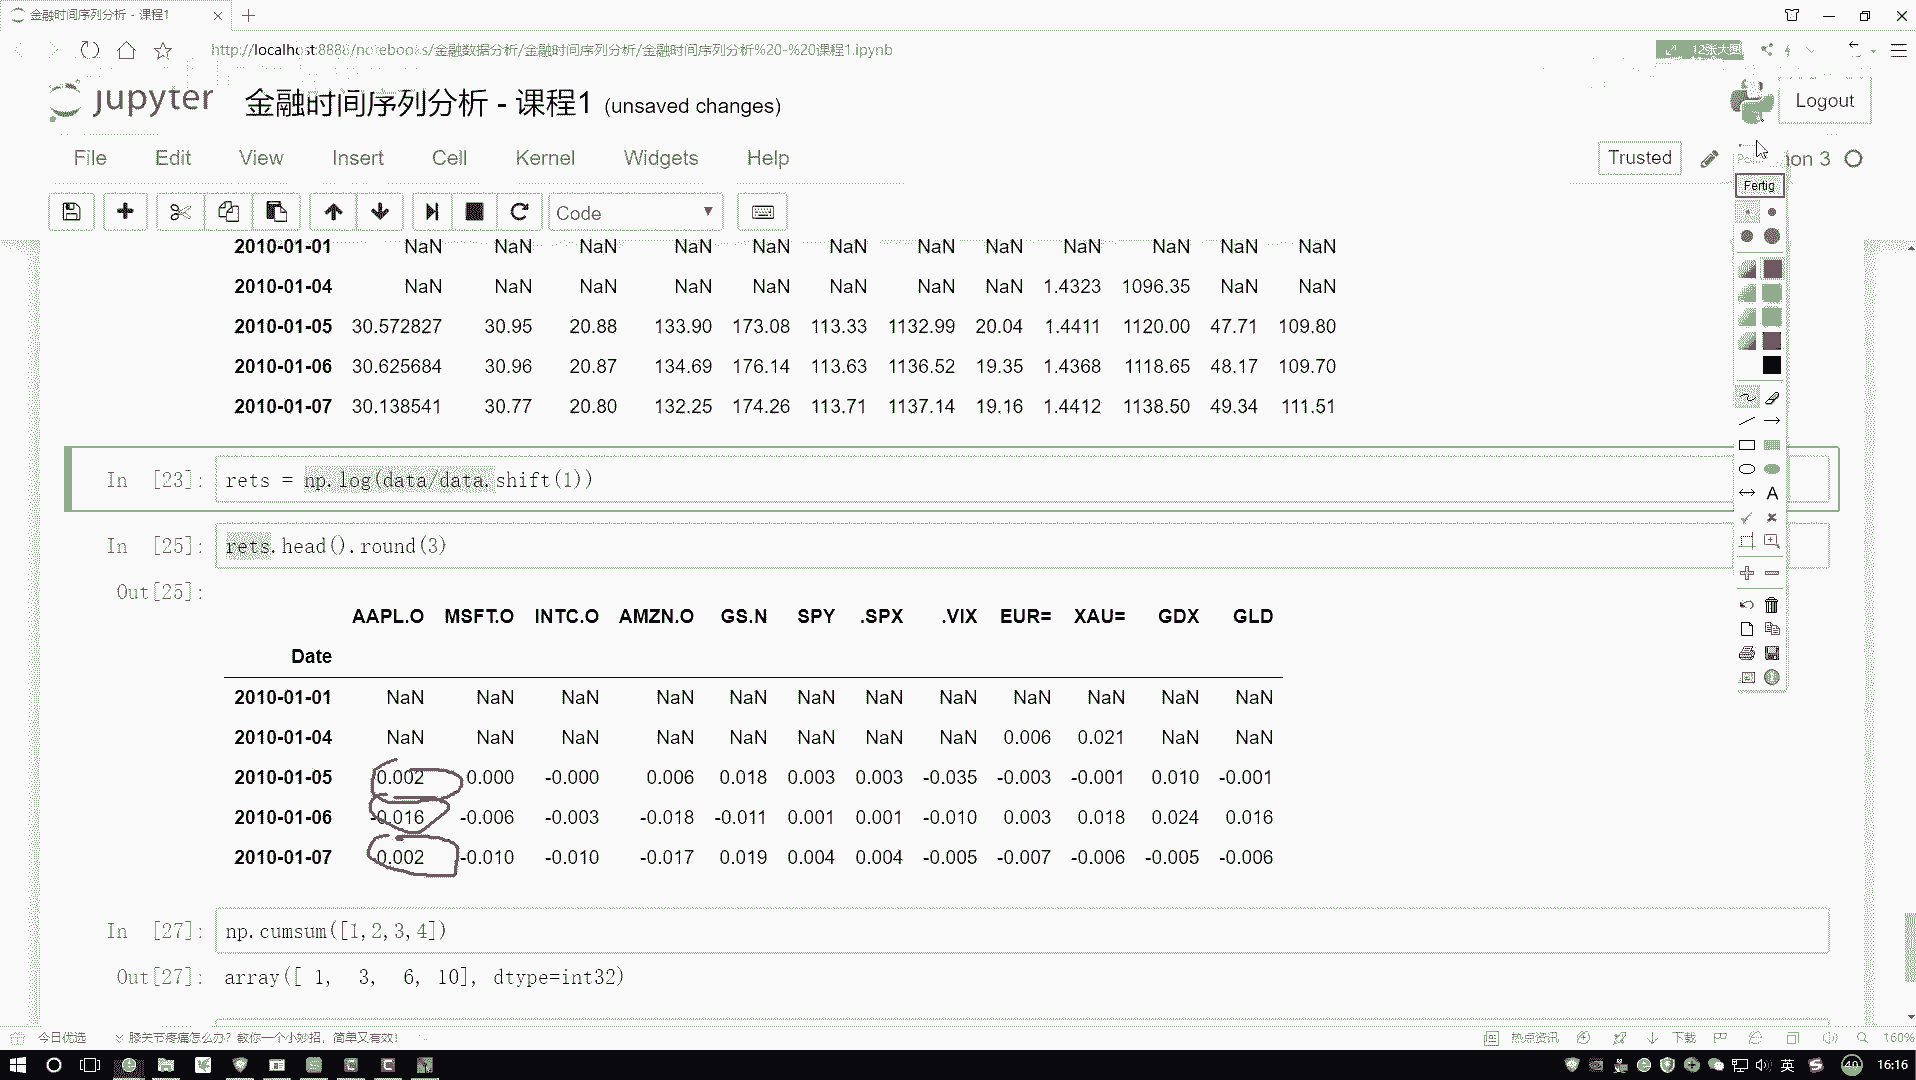 金融时间序列分析 - 课程1
http://localhost:8888/notebooks/金融数据分析/金融时间序列分析/金融时间序列分析%20-%20课程1.ipynb
12张大图
jupyter 金融时间序列分析 - 课程1 (unsaved changes)
Logout
File Edit View Insert Cell Kernel Widgets Help
Trusted
on 3
Fertig
Code
2010-01-01 NaN NaN NaN NaN NaN NaN NaN NaN NaN NaN NaN NaN
2010-01-04 NaN NaN NaN NaN NaN NaN NaN NaN 1.4323 1096.35 NaN NaN
2010-01-05 30.572827 30.95 20.88 133.90 173.08 113.33 1132.99 20.04 1.4411 1120.00 47.71 109.80
2010-01-06 30.625684 30.96 20.87 134.69 176.14 113.63 1136.52 19.35 1.4368 1118.65 48.17 109.70
2010-01-07 30.138541 30.77 20.80 132.25 174.26 113.71 1137.14 19.16 1.4412 1138.50 49.34 111.51
In [23]: rets = np.log(data/data.shift(1))
In [25]: rets.head().round(3)
Out[25]:
AAPL.O MSFT.O INTC.O AMZN.O GS.N SPY .SPX .VIX EUR= XAU= GDX GLD
Date
2010-01-01 NaN NaN NaN NaN NaN NaN NaN NaN NaN NaN NaN NaN
2010-01-04 NaN NaN NaN NaN NaN NaN NaN NaN 0.006 0.021 NaN NaN
2010-01-05 0.002 0.000 -0.000 0.006 0.018 0.003 0.003 -0.035 -0.003 -0.001 0.010 -0.001
2010-01-06 -0.016 -0.006 -0.003 -0.018 -0.011 0.001 0.001 -0.010 0.003 0.018 0.024 0.016
2010-01-07 0.002 -0.010 -0.010 -0.017 0.019 0.004 0.004 -0.005 -0.007 -0.006 -0.005 -0.006
In [27]: np.cumsum([1,2,3,4])
Out[27]: array([ 1, 3, 6, 10], dtype=int32)
今日优选 膝关节疼痛怎么办？教你一个小妙招，简单又有效！
热点资讯 下载 160%
英 40 16:16